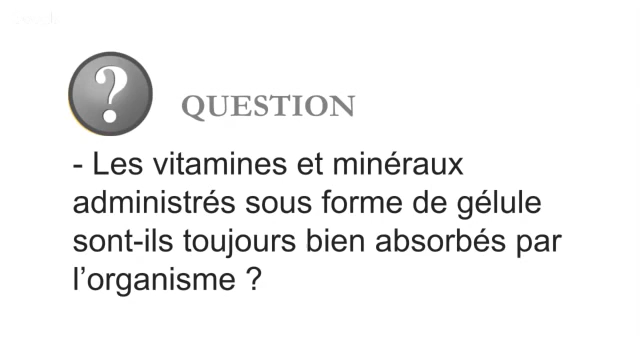 ?
QUESTION
- Les vitamines et minéraux
administrés sous forme de gélule
sont-ils toujours bien absorbés par
l’organisme ?